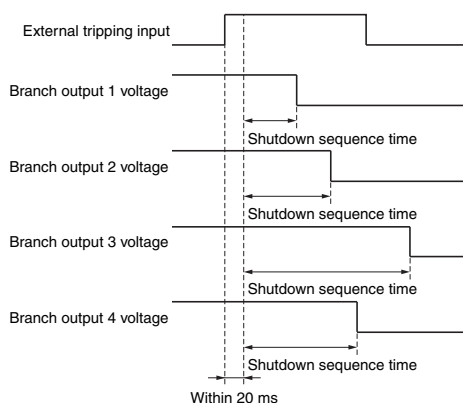 External tripping input
Branch output 1 voltage
Shutdown sequence time
Branch output 2 voltage
Shutdown sequence time
Branch output 3 voltage
Shutdown sequence time
Branch output 4 voltage
Shutdown sequence time
Within 20 ms